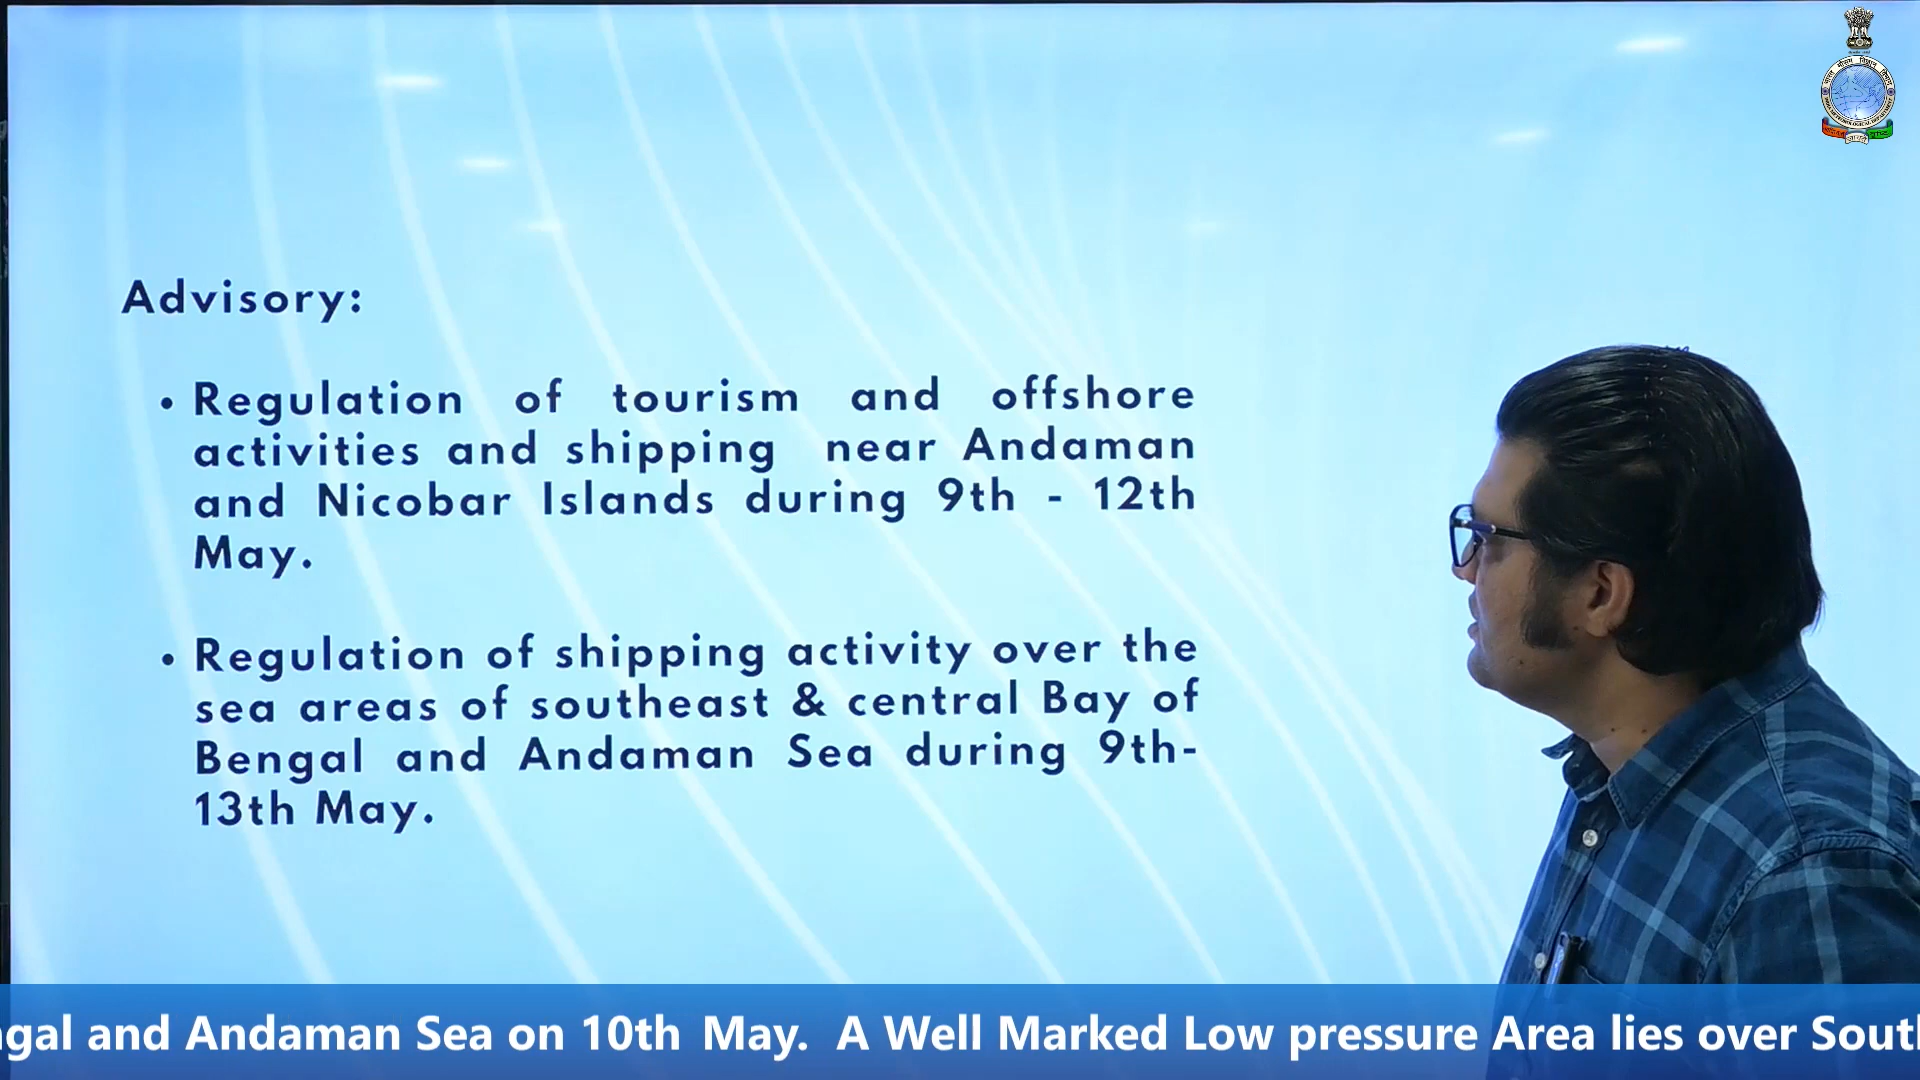 Advisory:
• Regulation of tourism and offshore
activities and shipping near Andaman
and Nicobar Islands during 9th - 12th
May.
• Regulation of shipping activity over the
sea areas of southeast & central Bay of
Bengal and Andaman Sea during 9th-
13th May.
and Andaman Sea on 10th May. A Well Marked Low pressure Area lies over